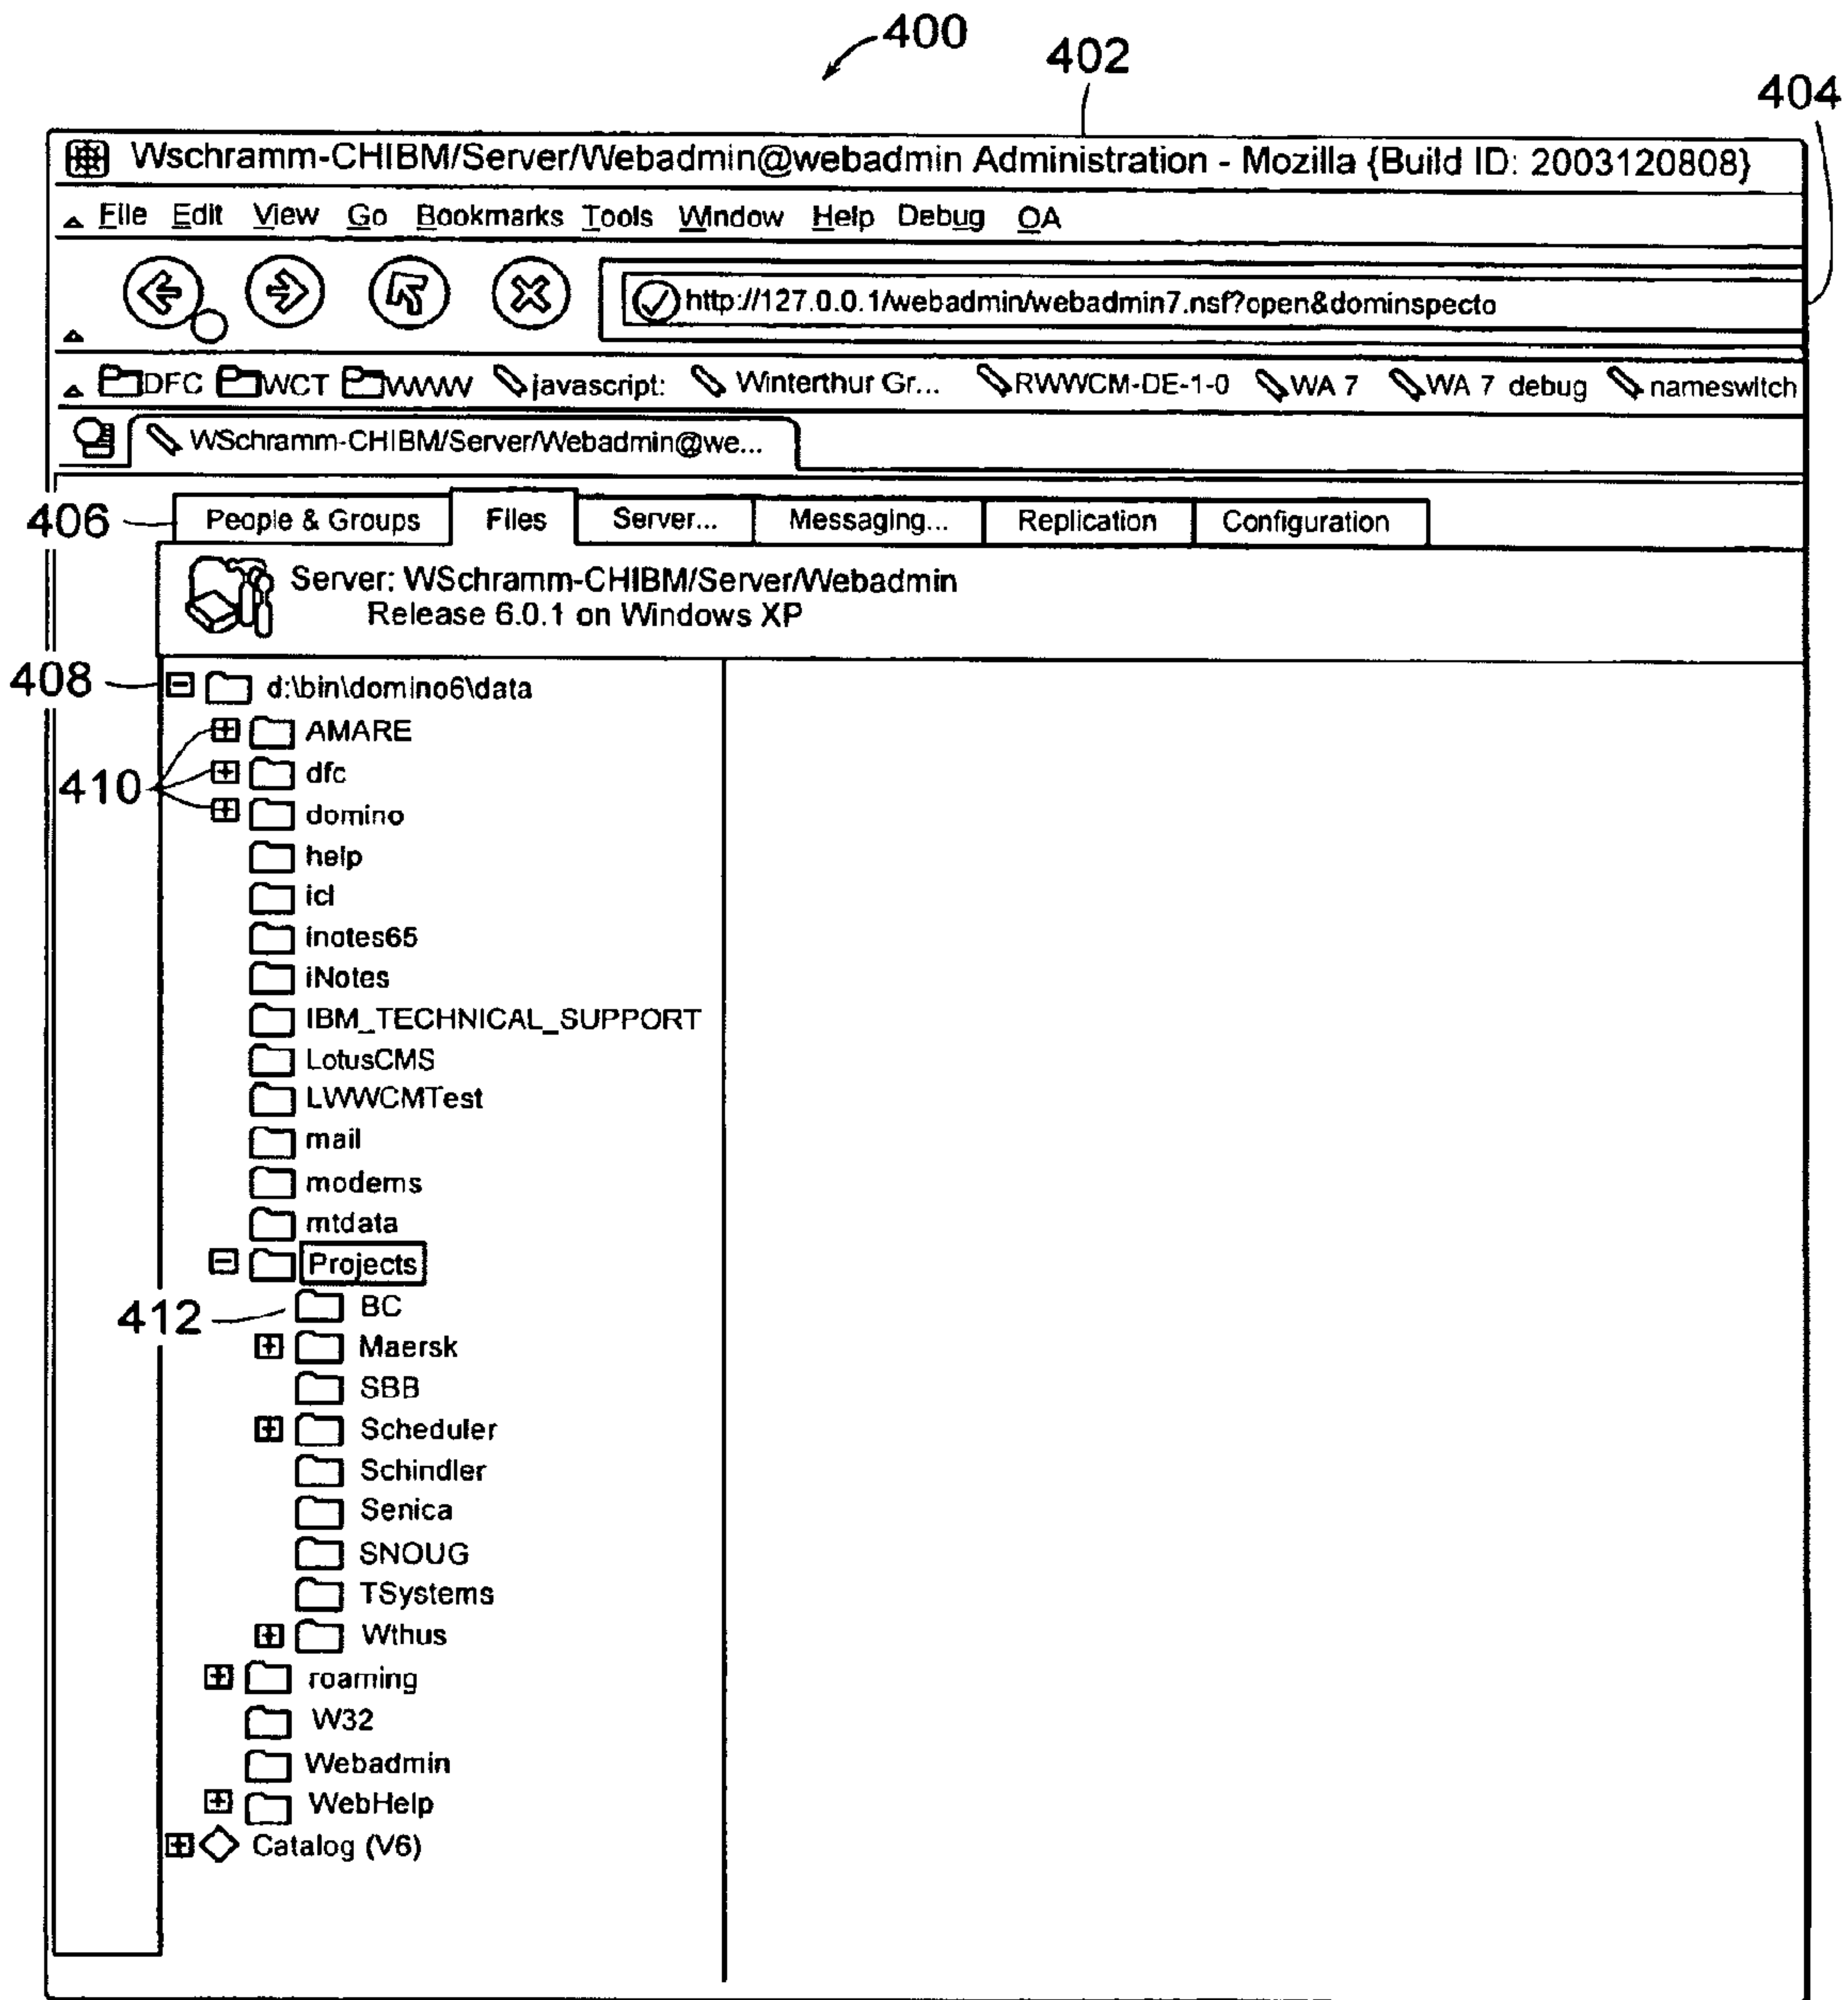 400
402
404
Wschramm-CHIBM/Server/Webadmin@webadmin Administration - Mozilla {Build ID: 2003120808}
File Edit View Go Bookmarks Tools Window Help Debug QA
http://127.0.0.1/webadmin/webadmin7.nsf?open&dominspecto
DFC WCT WWW javascript: Winterthur Gr... RWWCM-DE-1-0 WA 7 WA 7 debug nameswitch
WSchramm-CHIBM/Server/Webadmin@we...
406 People & Groups Files Server... Messaging... Replication Configuration
Server: WSchramm-CHIBM/Server/Webadmin
Release 6.0.1 on Windows XP
408 d:\bin\domino6\data
AMARE
dfc
410
domino
help
icl
inotes65
iNotes
IBM_TECHNICAL_SUPPORT
LotusCMS
LWWCMTest
mail
modems
mtdata
Projects
412 BC
Maersk
SBB
Scheduler
Schindler
Senica
SNOUG
TSystems
Wthus
roaming
W32
Webadmin
WebHelp
Catalog (V6)